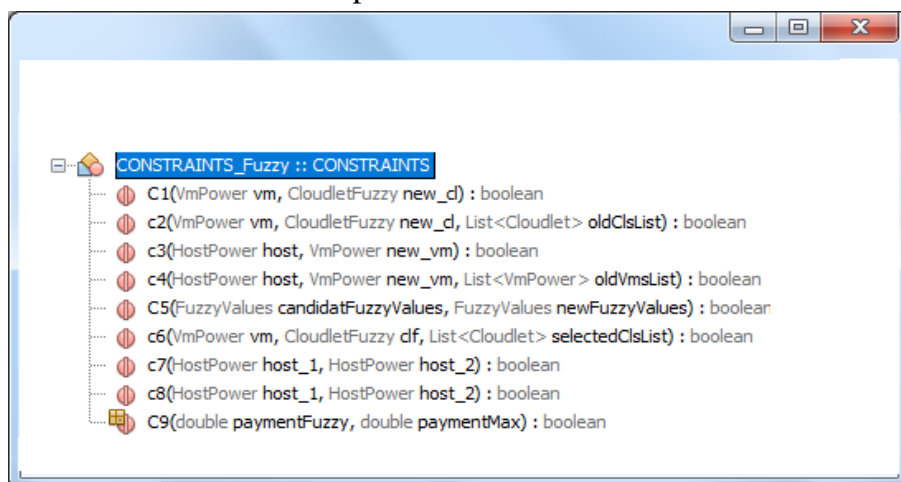 CONSTRAINTS_Fuzzy :: CONSTRAINTS
C1(VmPower vm, CloudletFuzzy new_cl) : boolean
c2(VmPower vm, CloudletFuzzy new_cl, List<Cloudlet> oldClsList) : boolean
c3(HostPower host, VmPower new_vm) : boolean
c4(HostPower host, VmPower new_vm, List<VmPower> oldVmsList) : boolean
C5(FuzzyValues candidatFuzzyValues, FuzzyValues newFuzzyValues) : boolean
c6(VmPower vm, CloudletFuzzy clf, List<Cloudlet> selectedClsList) : boolean
c7(HostPower host_1, HostPower host_2) : boolean
c8(HostPower host_1, HostPower host_2) : boolean
C9(double paymentFuzzy, double paymentMax) : boolean